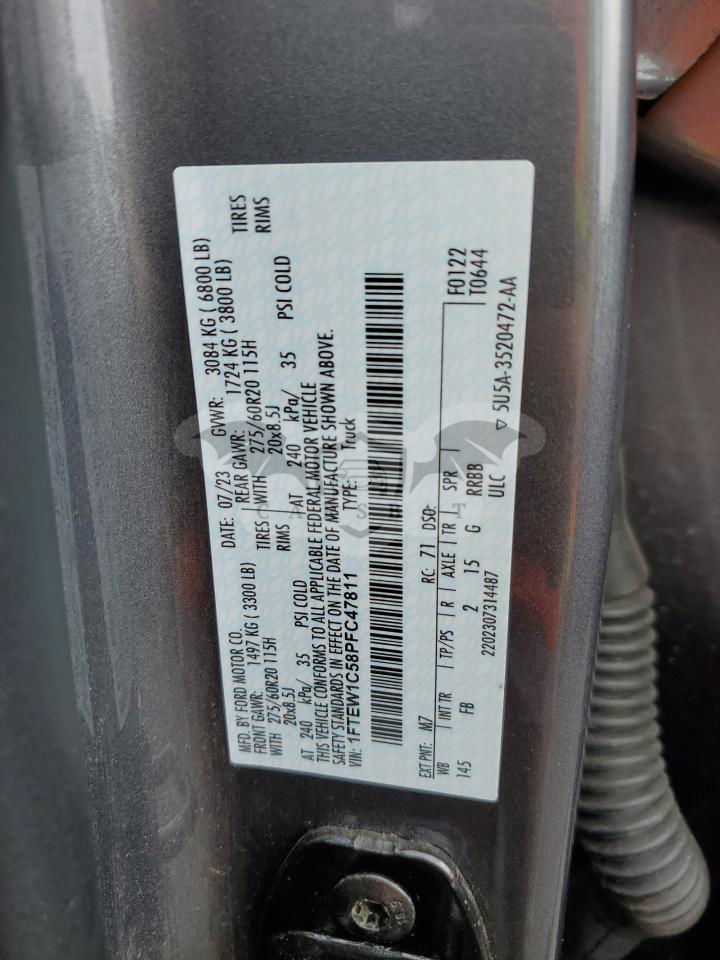 MFD. BY FORD MOTOR CO.
DATE: 07/23 GVWR: 3084 KG ( 6800 LB)
FRONT GAWR: 1497 KG ( 3300 LB) REAR GAWR: 1724 KG ( 3800 LB)
WITH 275/60R20 115H TIRES WITH 275/60R20 115H TIRES
20x8.5J RIMS 20x8.5J RIMS
AT 240 kPa/ 35 PSI COLD AT 240 kPa/ 35 PSI COLD
THIS VEHICLE CONFORMS TO ALL APPLICABLE FEDERAL MOTOR VEHICLE
SAFETY STANDARDS IN EFFECT ON THE DATE OF MANUFACTURE SHOWN ABOVE.
VIN: 1FTEW1C58PFC47811 TYPE: Truck
EXT PNT: M7 RC: 71 DSO: F0122
WB INT TR TP/PS R AXLE TR SPR T0644
145 FB 2 15 G RRBB
2202307314487 ULC ▽ 5U5A-3520472-AA